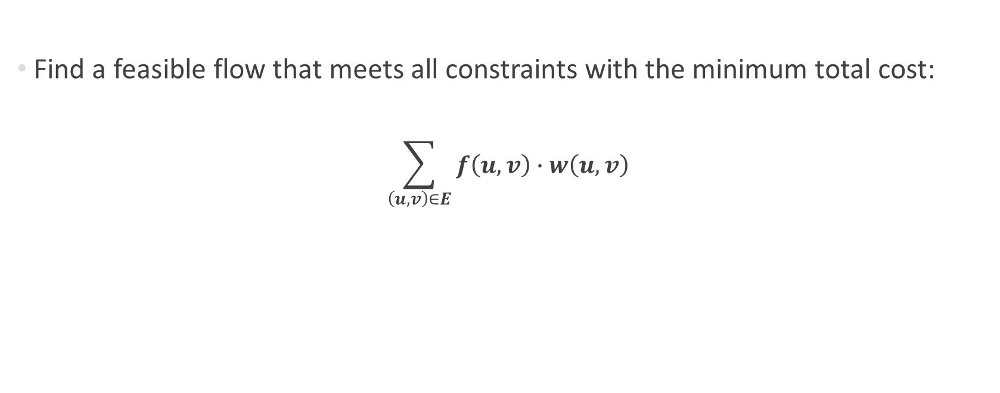 • Find a feasible flow that meets all constraints with the minimum total cost:
∑ f(u, v) · w(u, v)
(u,v)∈E